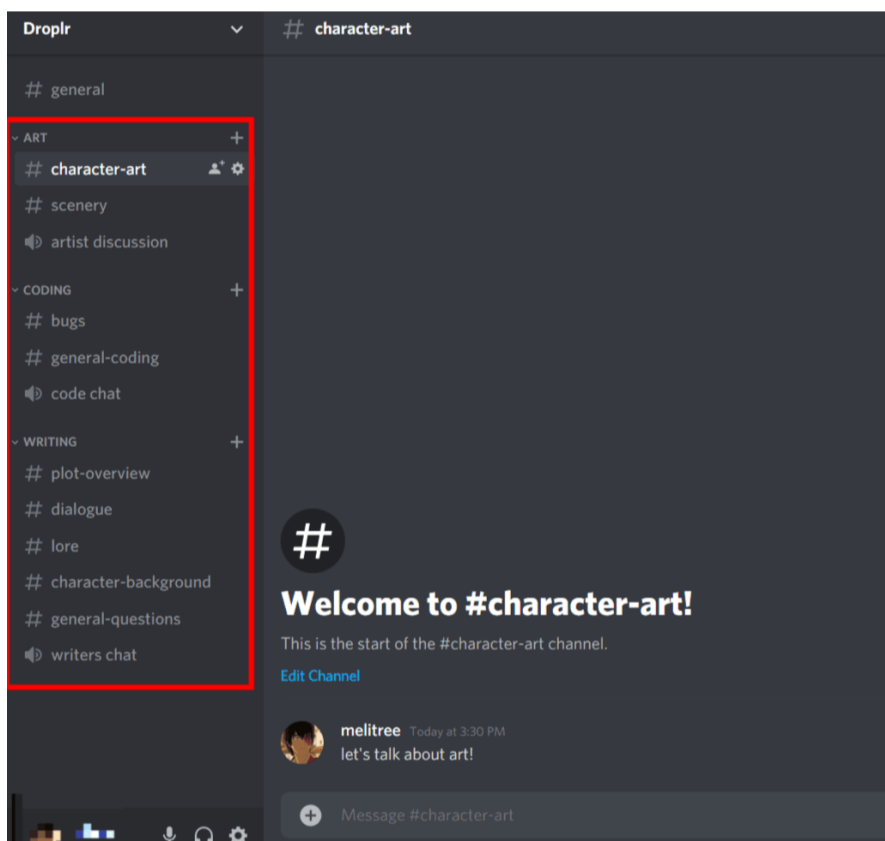 Droplr
# general
ART
# character-art
# scenery
artist discussion
CODING
# bugs
# general-coding
code chat
WRITING
# plot-overview
# dialogue
# lore
# character-background
# general-questions
writers chat
# character-art
#
Welcome to #character-art!
This is the start of the #character-art channel.
Edit Channel
melitree Today at 3:30 PM
let's talk about art!
Message #character-art